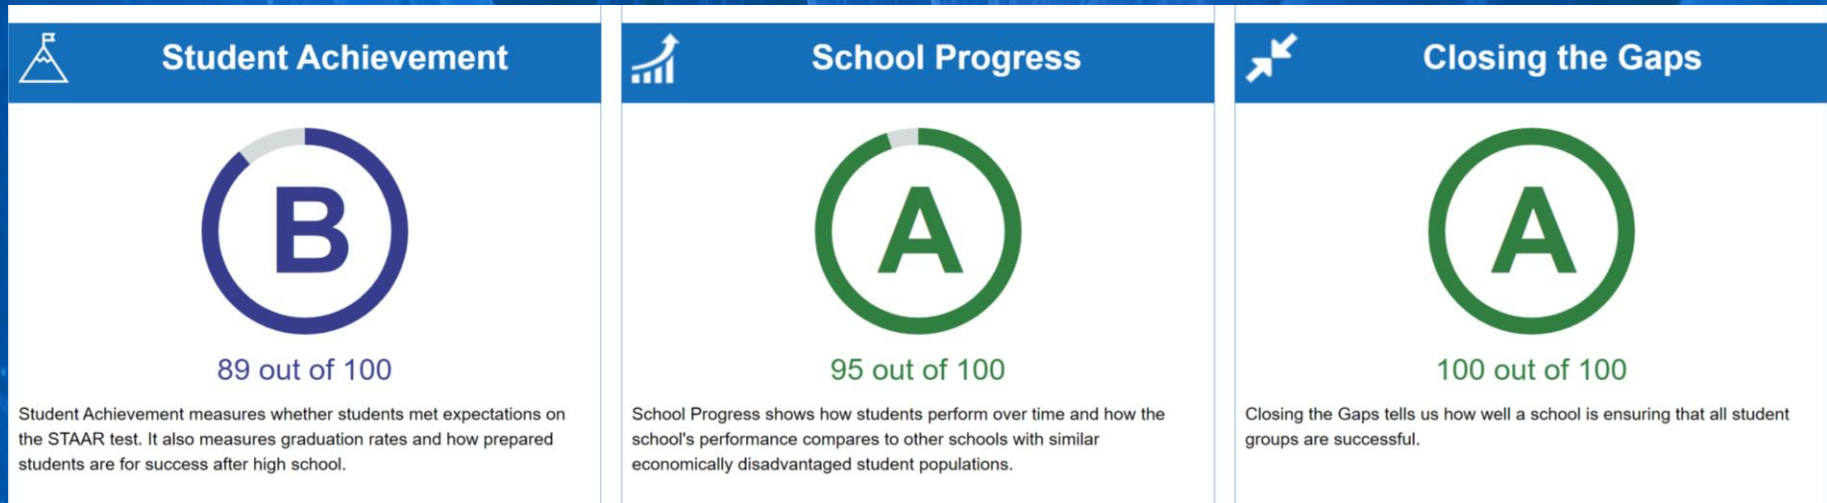 Student Achievement
B
89 out of 100
Student Achievement measures whether students met expectations on
the STAAR test. It also measures graduation rates and how prepared
students are for success after high school.
School Progress
A
95 out of 100
School Progress shows how students perform over time and how the
school's performance compares to other schools with similar
economically disadvantaged student populations.
Closing the Gaps
A
100 out of 100
Closing the Gaps tells us how well a school is ensuring that all student
groups are successful.